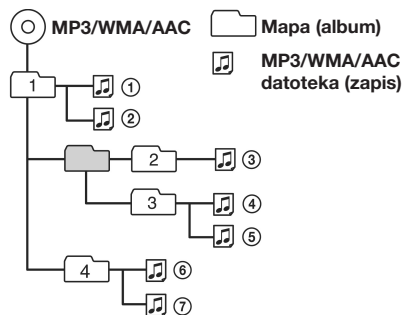 MP3/WMA/AAC
Mapa (album)
MP3/WMA/AAC
datoteka (zapis)
1
①
②
2
③
3
④
⑤
4
⑥
⑦